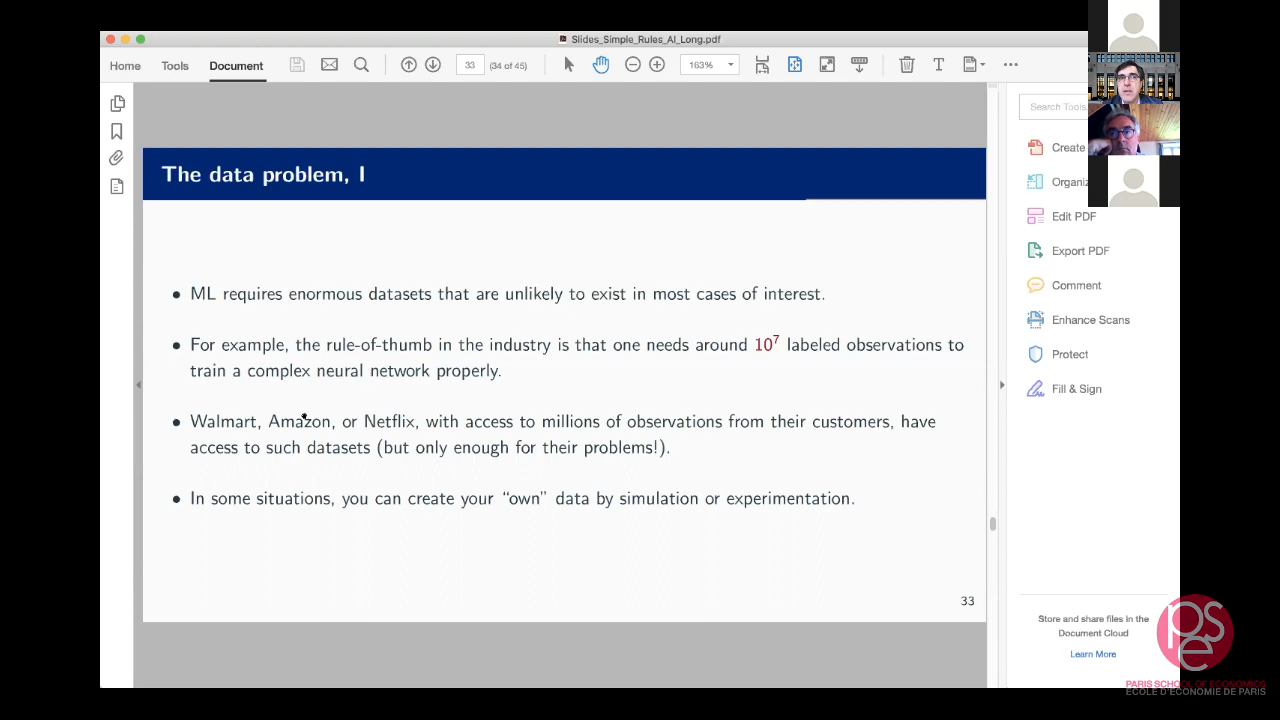 Slides_Simple_Rules_AI_Long.pdf
Home Tools Document 33 (34 of 45) 163%
Search Tools
The data problem, I
Create
Edit PDF
Export PDF
Comment
Enhance Scans
Protect
Fill & Sign
• ML requires enormous datasets that are unlikely to exist in most cases of interest.
• For example, the rule-of-thumb in the industry is that one needs around 10⁷ labeled observations to
train a complex neural network properly.
• Walmart, Amazon, or Netflix, with access to millions of observations from their customers, have
access to such datasets (but only enough for their problems!).
• In some situations, you can create your “own” data by simulation or experimentation.
33
Store and share files in the
Document Cloud
Learn More
pse
PARIS SCHOOL OF ECONOMICS
ÉCOLE D'ÉCONOMIE DE PARIS